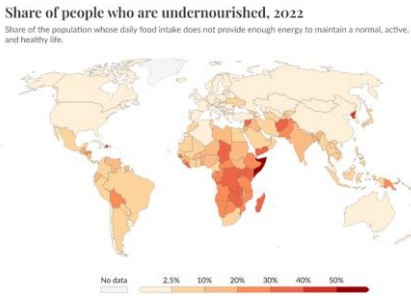 Share of people who are undernourished, 2022
Share of the population whose daily food intake does not provide enough energy to maintain a normal, active,
and healthy life.
No data 2.5% 10% 20% 30% 40% 50%